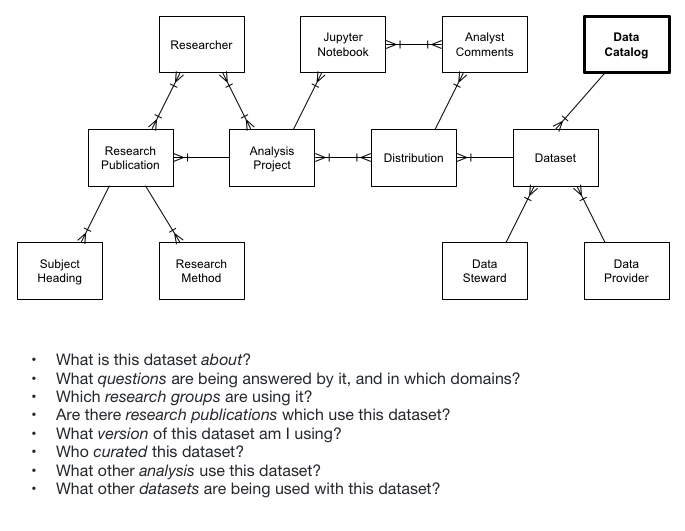 Researcher
Jupyter
Notebook
Analyst
Comments
Data
Catalog
Research
Publication
Analysis
Project
Distribution
Dataset
Subject
Heading
Research
Method
Data
Steward
Data
Provider
• What is this dataset about?
• What questions are being answered by it, and in which domains?
• Which research groups are using it?
• Are there research publications which use this dataset?
• What version of this dataset am I using?
• Who curated this dataset?
• What other analysis use this dataset?
• What other datasets are being used with this dataset?